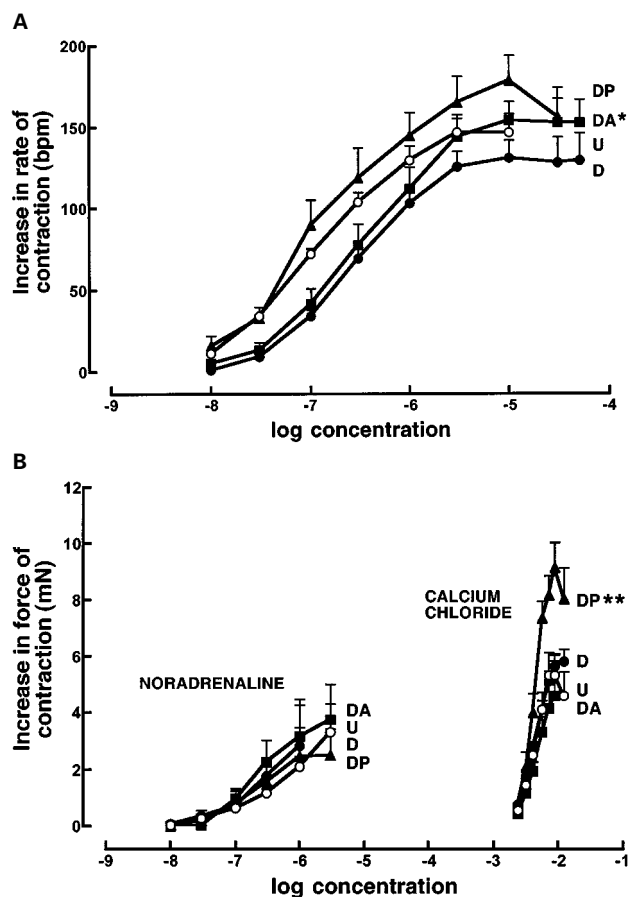 A
Increase in rate of
contraction (bpm)
200
150
100
50
0
DP
DA*
U
D
-9
-8
-7
-6
-5
-4
log concentration
B
Increase in force of
contraction (mN)
12
10
8
6
4
2
0
NORADRENALINE
DA
U
D
DP
CALCIUM
CHLORIDE
DP**
D
U
DA
-9
-8
-7
-6
-5
-4
-3
-2
-1
log concentration